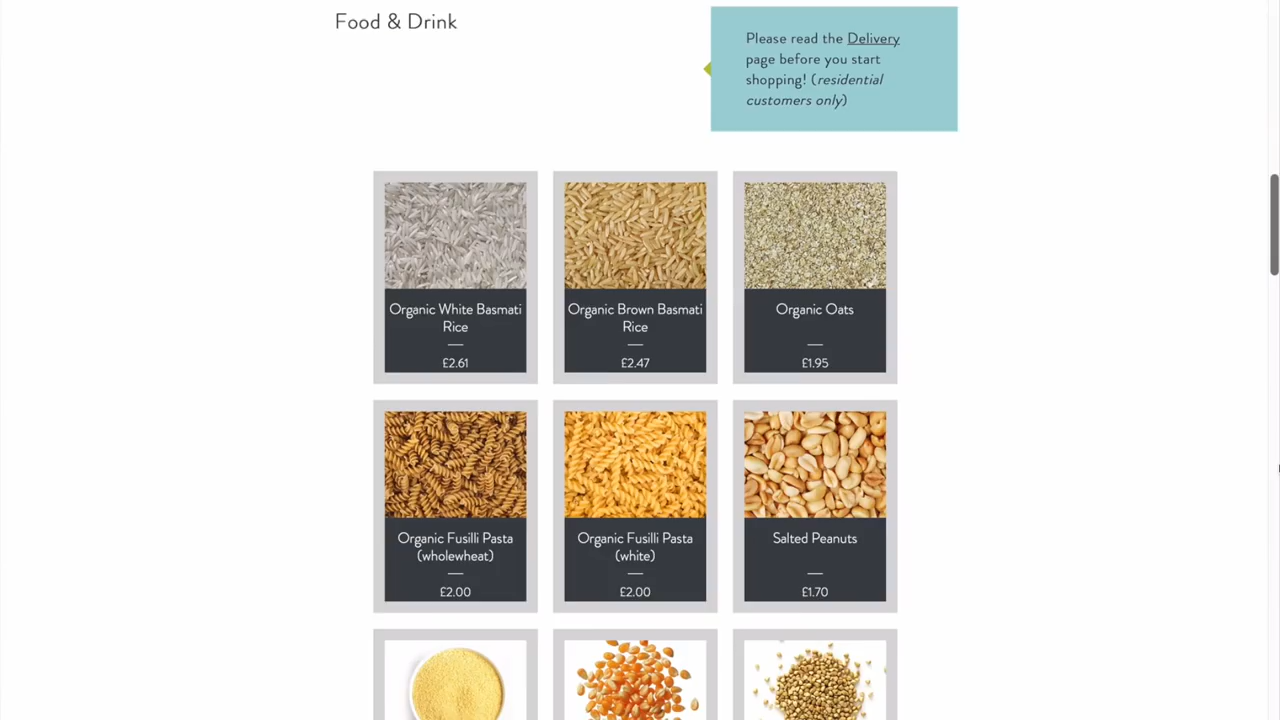 Food & Drink
Please read the Delivery
page before you start
shopping! (residential
customers only)
Organic White Basmati
Rice
£2.61
Organic Brown Basmati
Rice
£2.47
Organic Oats
£1.95
Organic Fusilli Pasta
(wholewheat)
£2.00
Organic Fusilli Pasta
(white)
£2.00
Salted Peanuts
£1.70